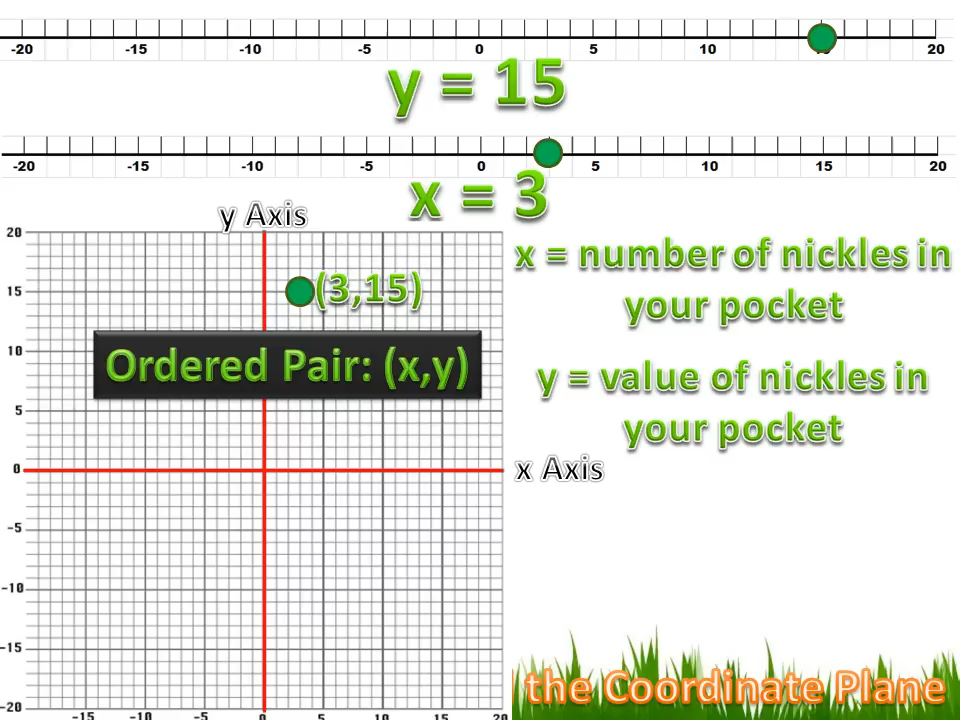 -20 -15 -10 -5 0 5 10 15 20
y = 15
-20 -15 -10 -5 0 5 10 15 20
x = 3
y Axis
20
x = number of nickles in
your pocket
15
(3,15)
10
Ordered Pair: (x,y)
y = value of nickles in
your pocket
5
0
x Axis
-5
-10
-15
the Coordinate Plane
-20
-15 -10 -5 0 5 10 15 20